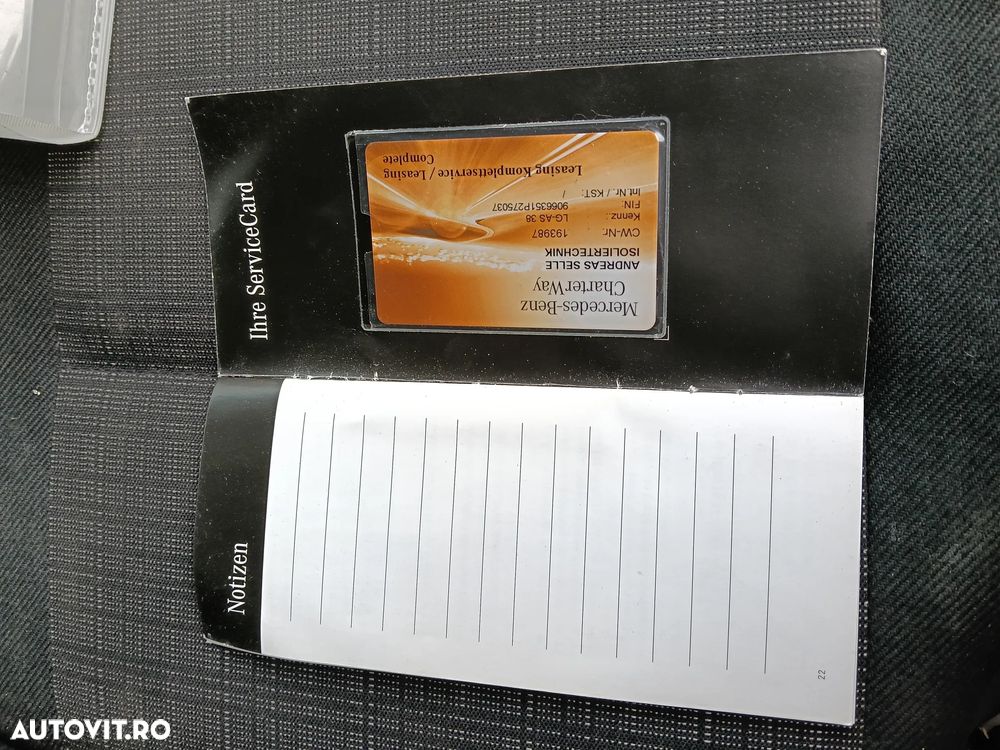 Ihre ServiceCard
Mercedes-Benz
CharterWay
ANDREAS SELLE
ISOLIERTECHNIK
CW-Nr. 193987
Kennz.: LG-AS 38
FIN: 9066351P275037
Int.Nr. / KST: /
Leasing Komplettservice / Leasing
Complete
Notizen
22
AUTOVIT.RO